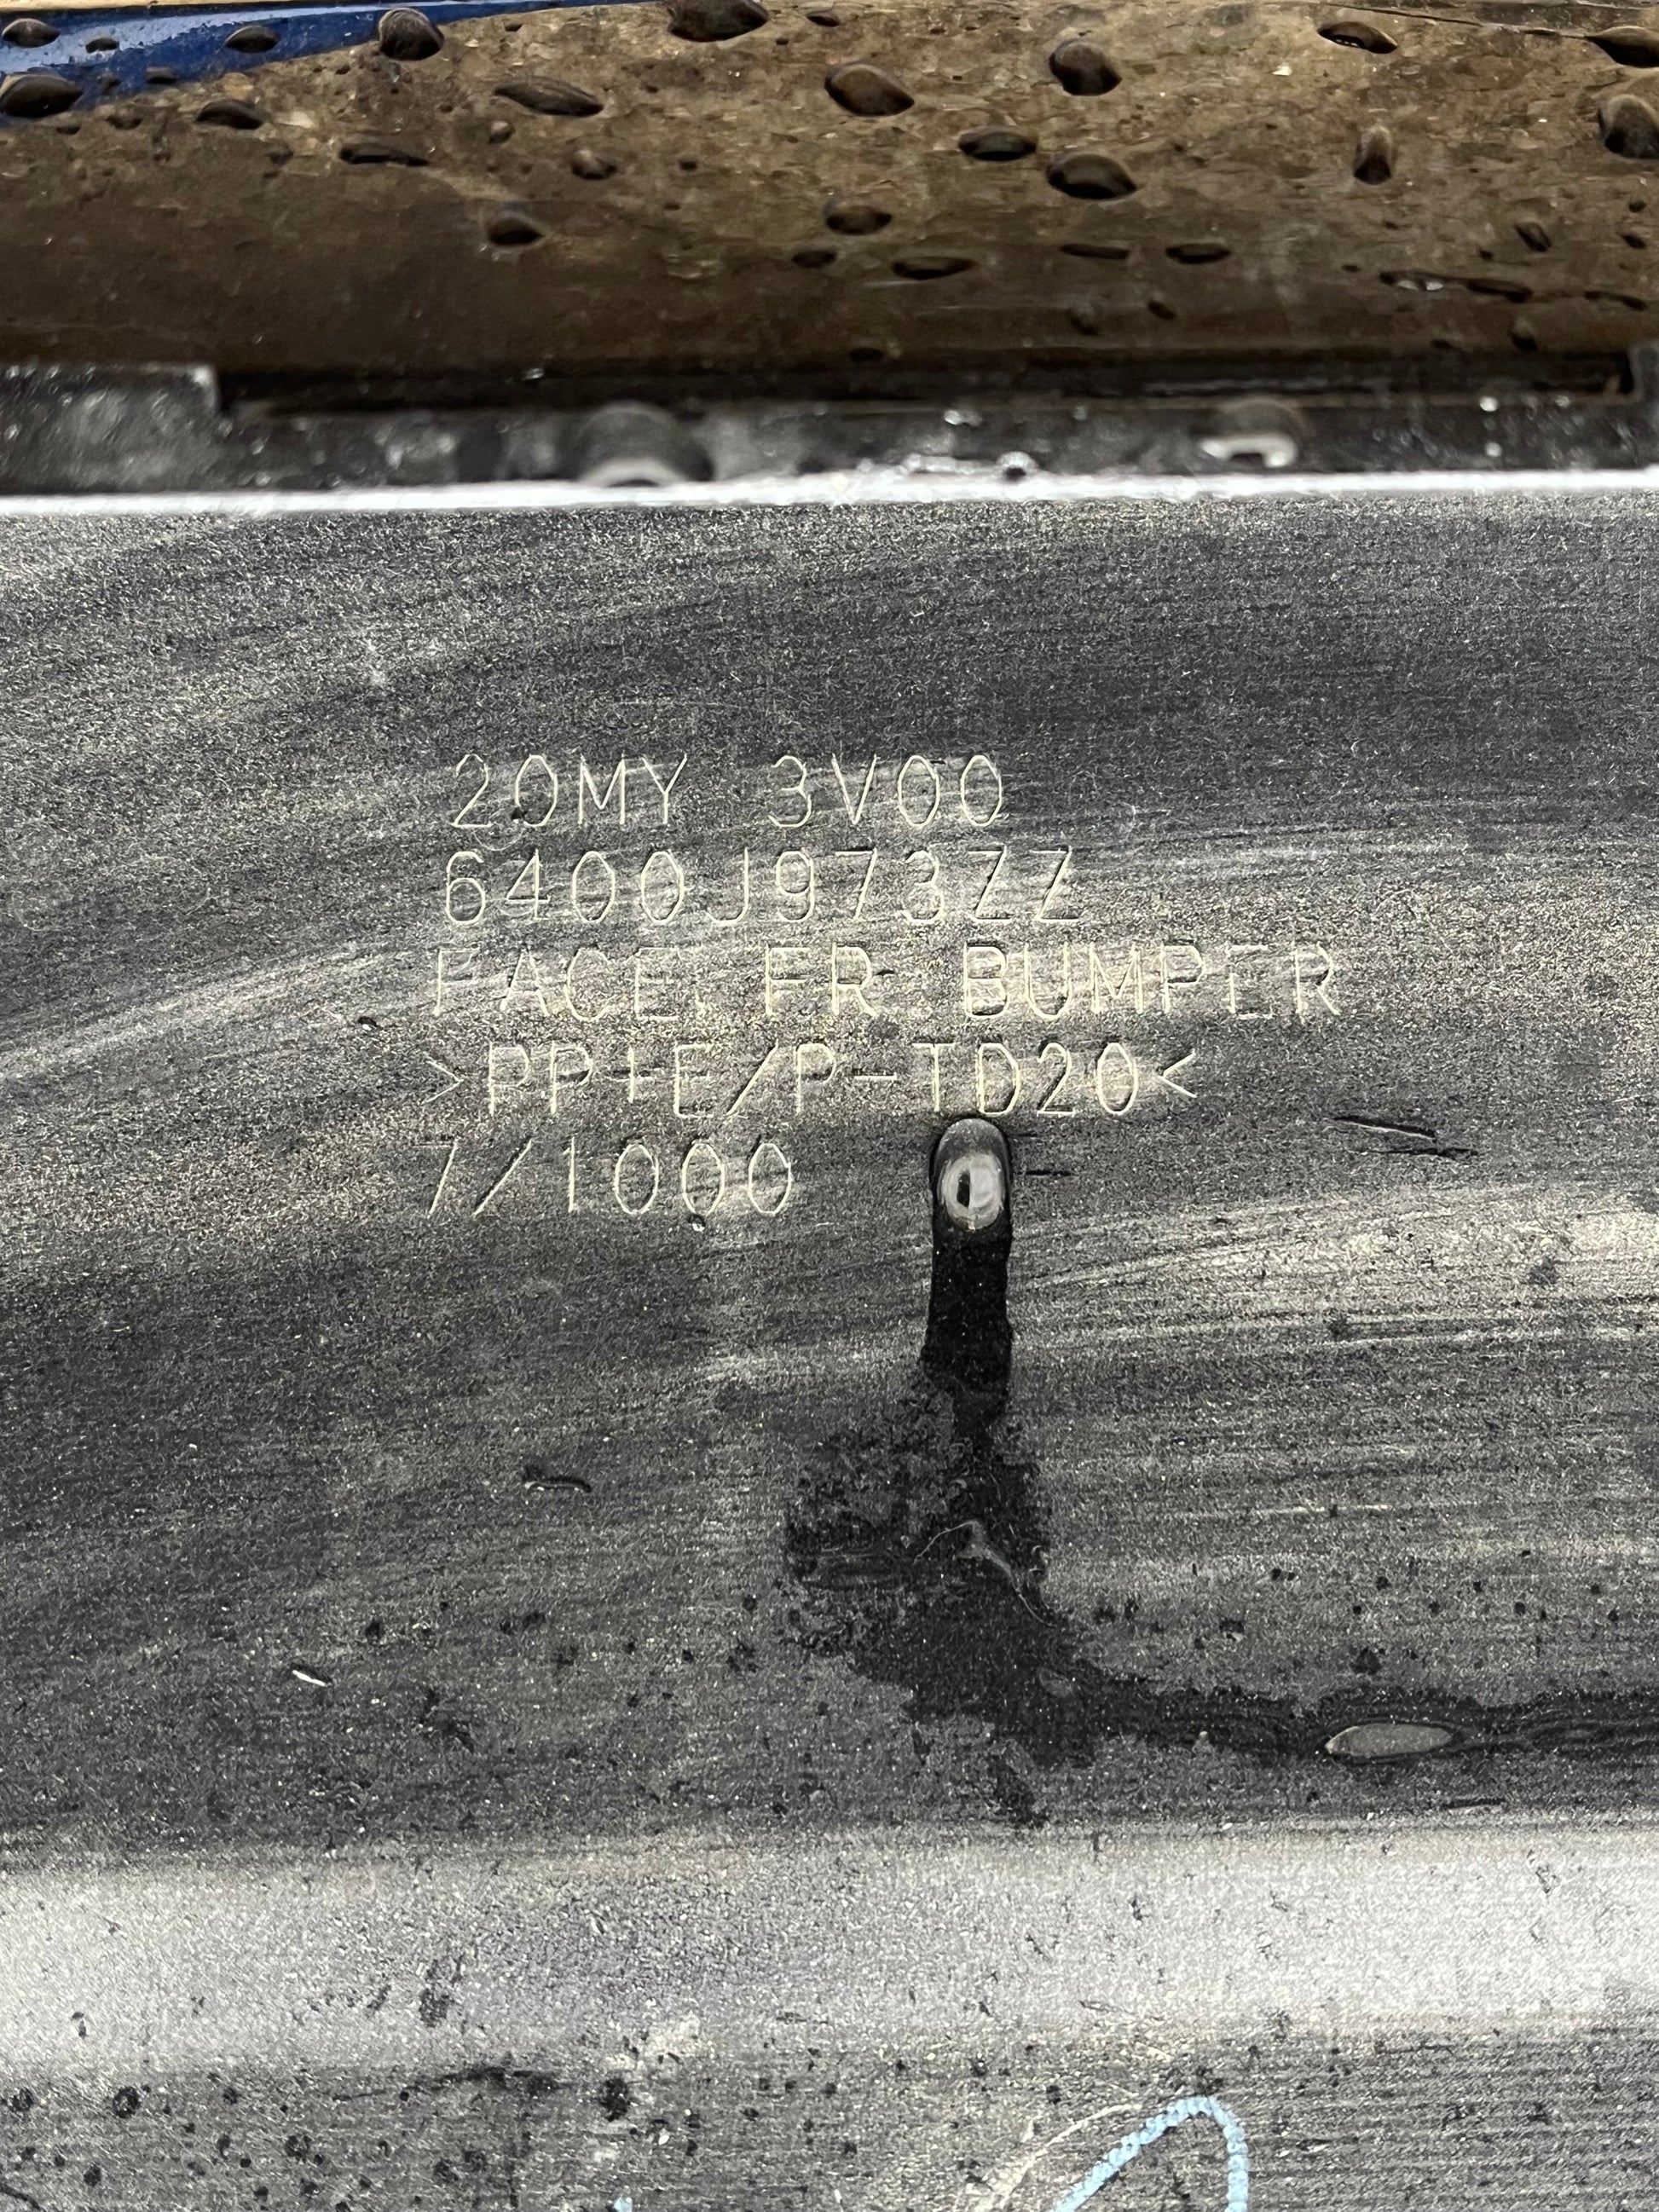 20MY 3V00
6400J973ZZ
FACE, FR BUMPER
>PP+E/P-TD20<
7/1000